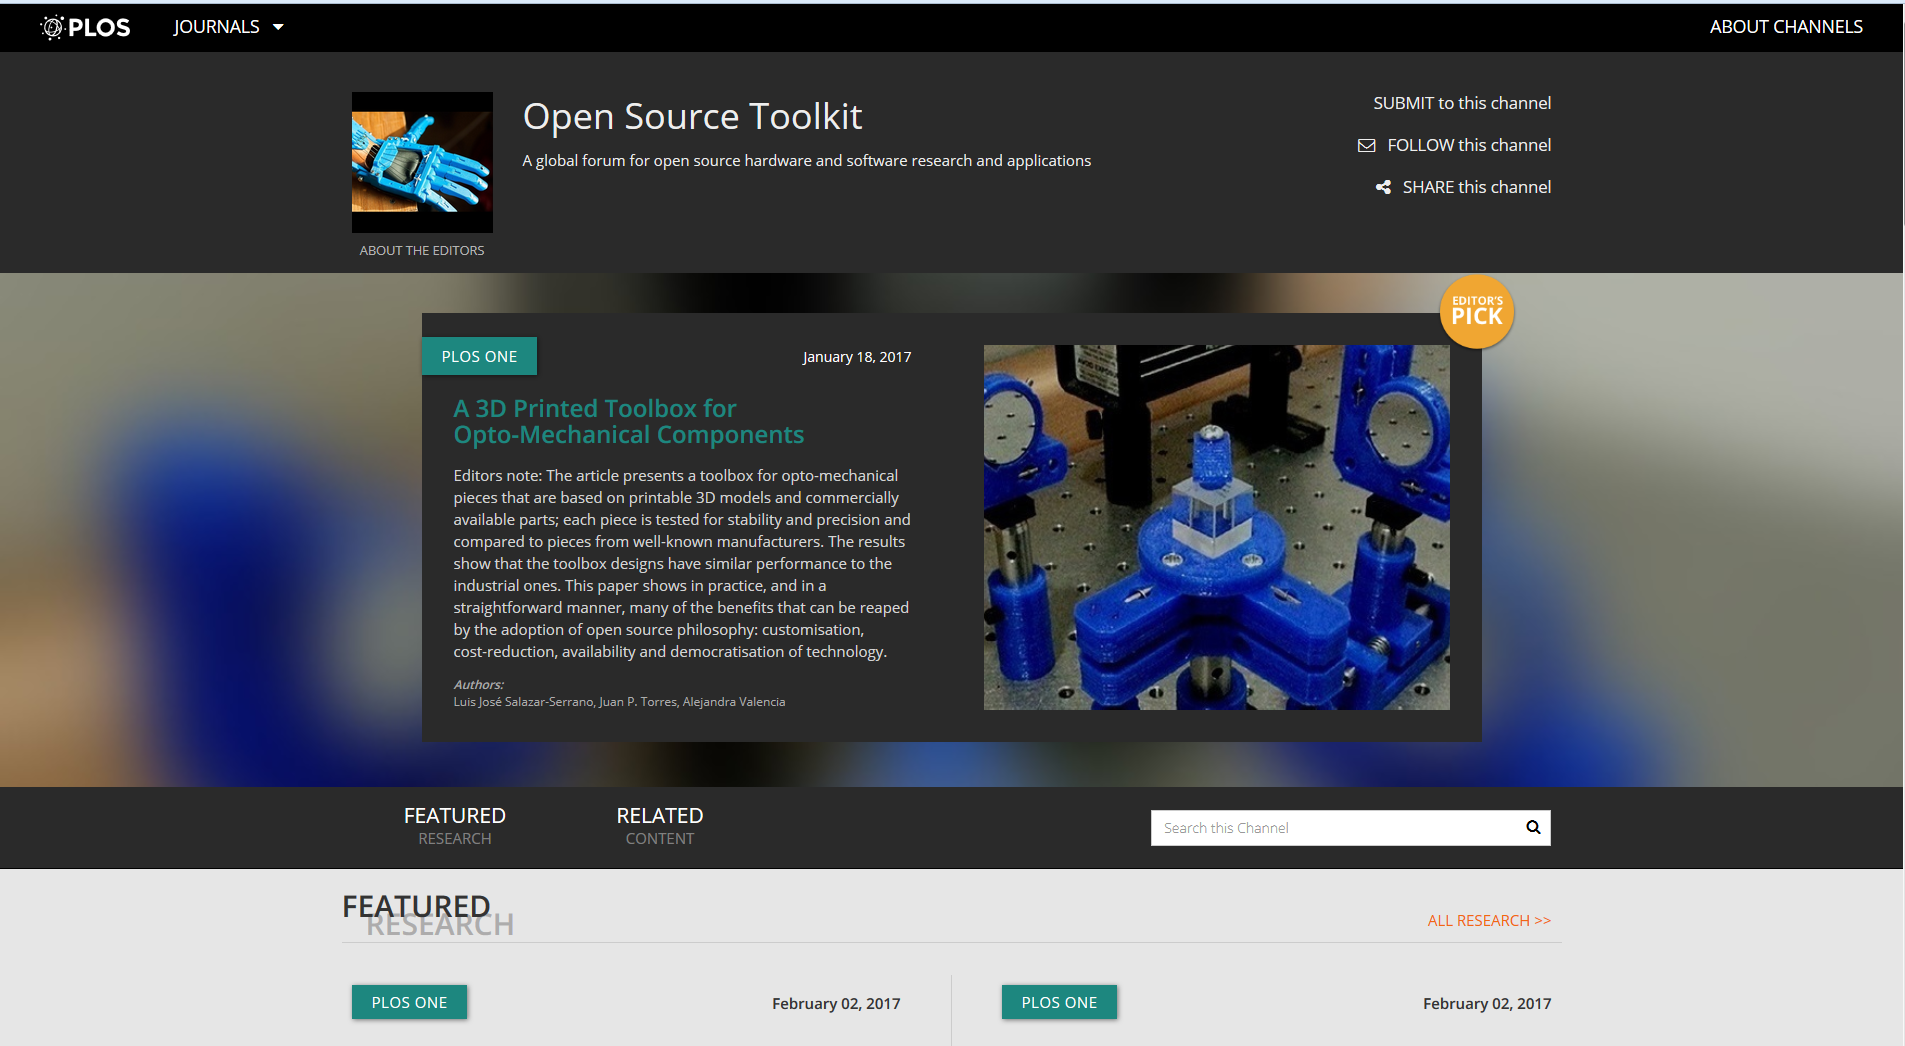 PLOS
JOURNALS
ABOUT CHANNELS
Open Source Toolkit
A global forum for open source hardware and software research and applications
SUBMIT to this channel
FOLLOW this channel
SHARE this channel
ABOUT THE EDITORS
EDITOR'S
PICK
PLOS ONE
January 18, 2017
A 3D Printed Toolbox for
Opto-Mechanical Components
Editors note: The article presents a toolbox for opto-mechanical
pieces that are based on printable 3D models and commercially
available parts; each piece is tested for stability and precision and
compared to pieces from well-known manufacturers. The results
show that the toolbox designs have similar performance to the
industrial ones. This paper shows in practice, and in a
straightforward manner, many of the benefits that can be reaped
by the adoption of open source philosophy: customisation,
cost-reduction, availability and democratisation of technology.
Authors:
Luis José Salazar-Serrano, Juan P. Torres, Alejandra Valencia
FEATURED
RESEARCH
RELATED
CONTENT
Search this Channel
FEATURED
RESEARCH
ALL RESEARCH >>
PLOS ONE
February 02, 2017
PLOS ONE
February 02, 2017